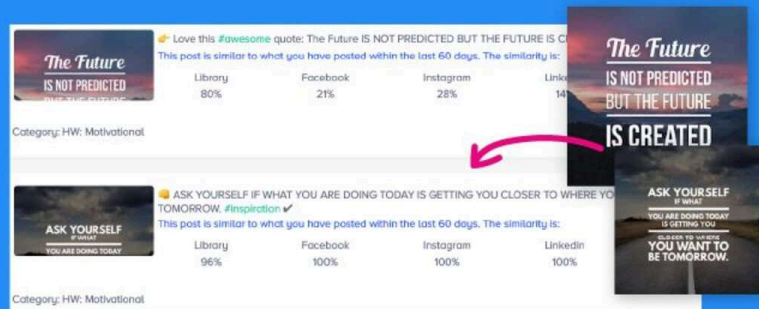 The Future
IS NOT PREDICTED
👉 Love this #awesome quote: The Future IS NOT PREDICTED BUT THE FUTURE IS
This post is similar to what you have posted within the last 60 days. The similarity is:
Library Facebook Instagram
80% 21% 28%
Category: HW: Motivational
The Future
IS NOT PREDICTED
BUT THE FUTURE
IS CREATED
ASK YOURSELF
IF WHAT
YOU ARE DOING TODAY
👊 ASK YOURSELF IF WHAT YOU ARE DOING TODAY IS GETTING YOU CLOSER TO WHERE
TOMORROW. #inspiration ✔
This post is similar to what you have posted within the last 60 days. The similarity is:
Library Facebook Instagram Linkedin
96% 100% 100% 100%
Category: HW: Motivational
ASK YOURSELF
IF WHAT
YOU ARE DOING TODAY
IS GETTING YOU
CLOSER TO WHERE
YOU WANT TO
BE TOMORROW.